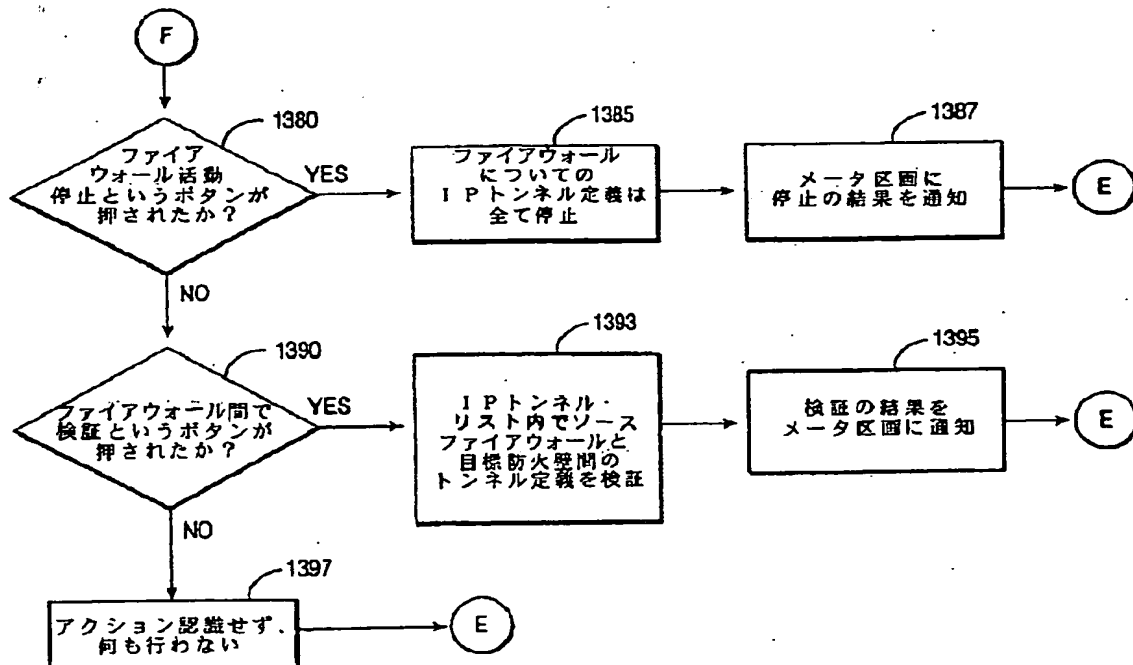 F
1380
ファイア
ウォール活動
停止というボタンが
押されたか？
YES
1385
ファイアウォール
についての
IPトンネル定義は
全て停止
1387
メータ区画に
停止の結果を通知
E
NO
1390
ファイアウォール間で
検証というボタンが
押されたか？
YES
1393
IPトンネル・
リスト内でソース
ファイアウォールと
目標防火壁間の
トンネル定義を検証
1395
検証の結果を
メータ区画に通知
E
NO
1397
アクション認識せず、
何も行わない
E